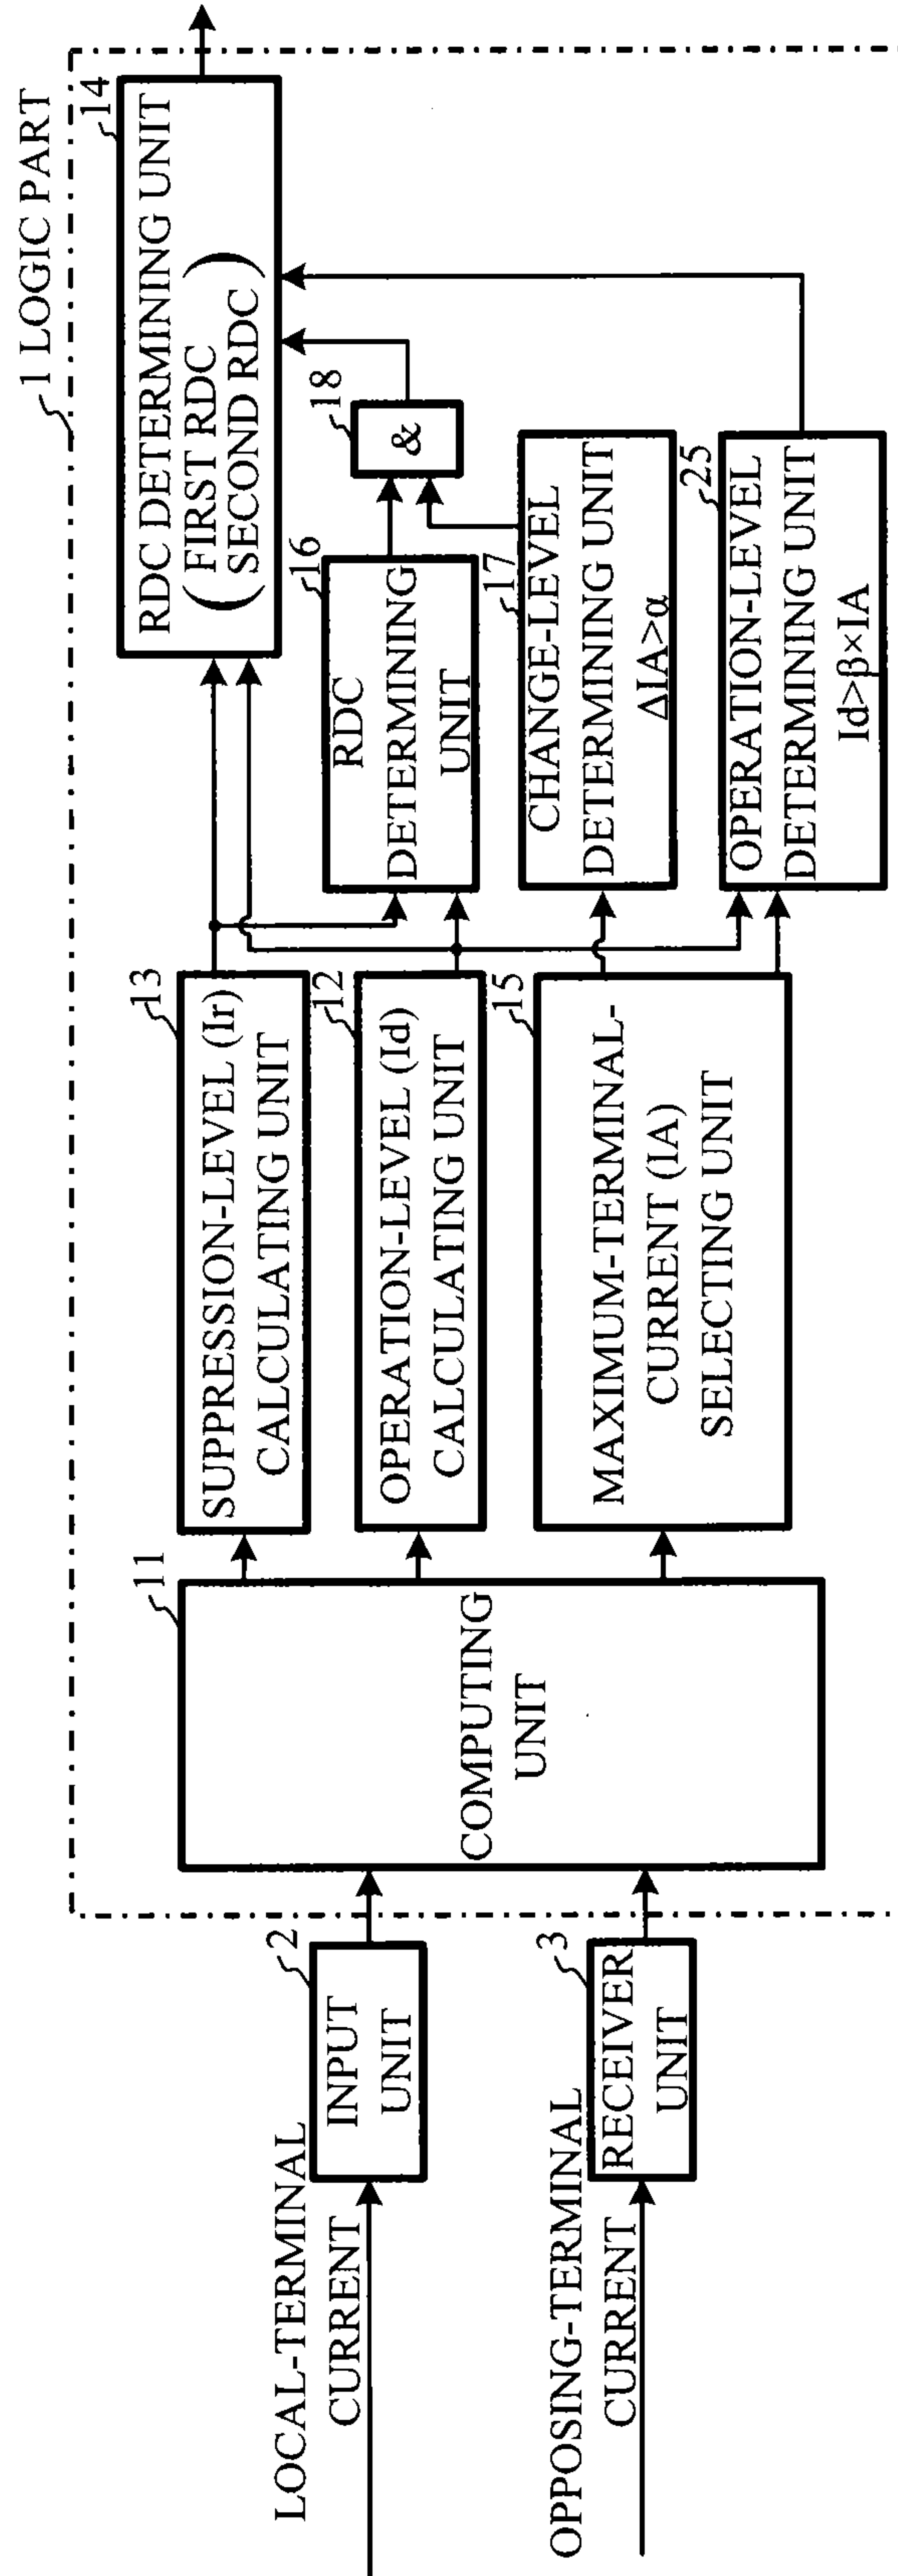 1 LOGIC PART
LOCAL-TERMINAL
CURRENT
2
INPUT
UNIT
OPPOSING-TERMINAL
CURRENT
3
RECEIVER
UNIT
11
COMPUTING
UNIT
13
SUPPRESSION-LEVEL (Ir)
CALCULATING UNIT
12
OPERATION-LEVEL (Id)
CALCULATING UNIT
15
MAXIMUM-TERMINAL-
CURRENT (IA)
SELECTING UNIT
14
RDC DETERMINING UNIT
( FIRST RDC
SECOND RDC )
16
RDC
DETERMINING
UNIT
18
&
17
CHANGE-LEVEL
DETERMINING UNIT
ΔIA>α
25
OPERATION-LEVEL
DETERMINING UNIT
Id>β×IA